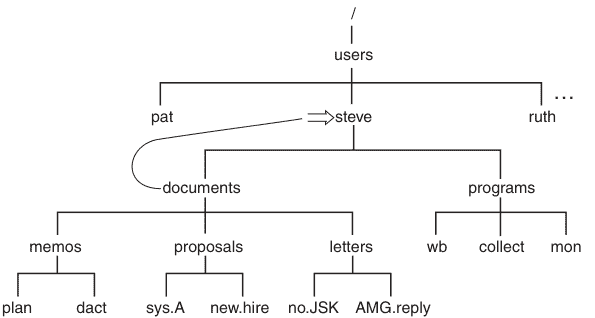 /
users
...
pat steve ruth
documents programs
memos proposals letters wb collect mon
plan dact sys.A new.hire no.JSK AMG.reply